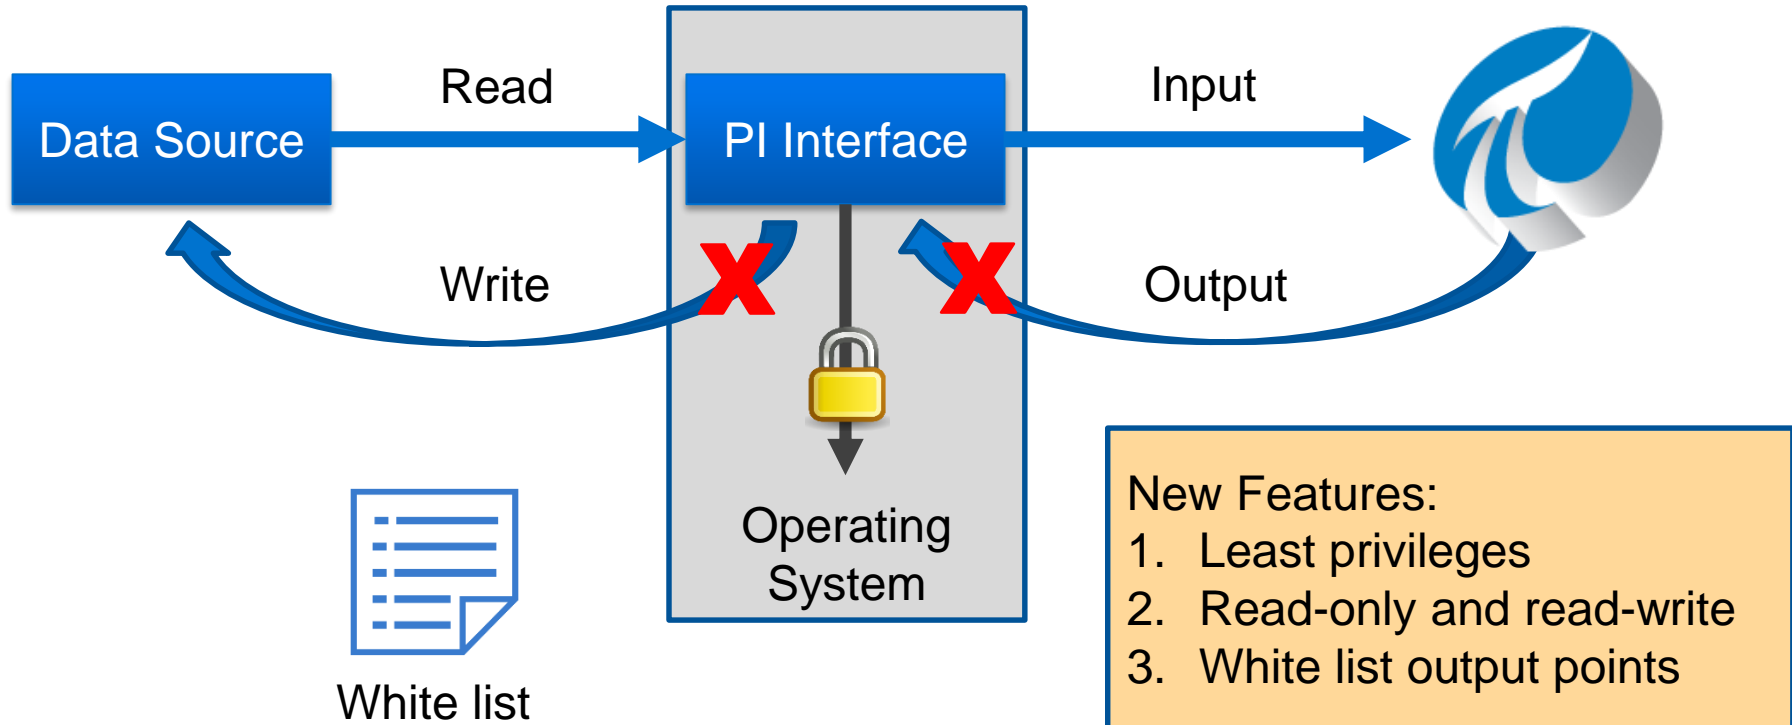 Read
Input
Data Source
PI Interface
Write
Output
X
X
Operating
System
White list
New Features:
1. Least privileges
2. Read-only and read-write
3. White list output points